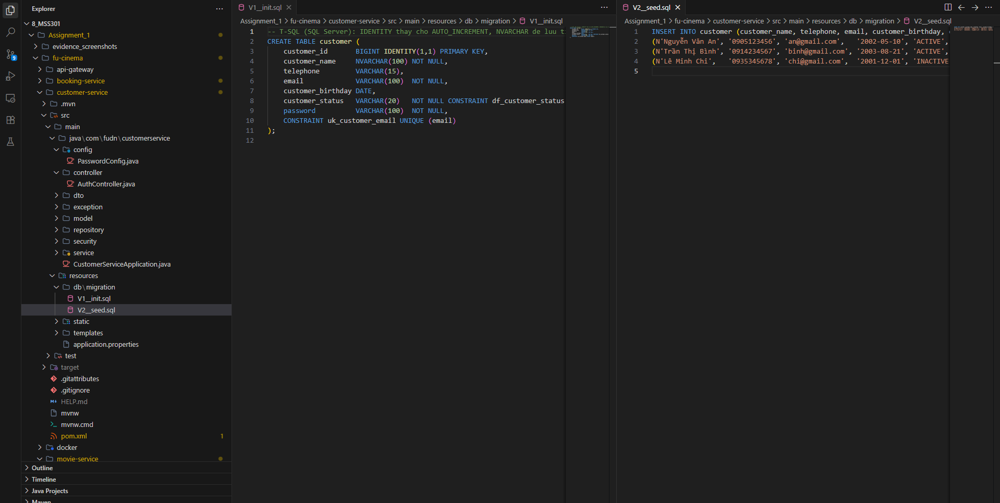 Explorer
8_MSS301
Assignment_1
evidence_screenshots
fu-cinema
api-gateway
booking-service
customer-service
.mvn
src
main
java\com\fudn\customerservice
config
PasswordConfig.java
controller
AuthController.java
dto
exception
model
repository
security
service
CustomerServiceApplication.java
resources
db\migration
V1__init.sql
V2__seed.sql
static
templates
application.properties
test
target
.gitattributes
.gitignore
HELP.md
mvnw
mvnw.cmd
pom.xml 1
docker
movie-service
Outline
Timeline
Java Projects
Maven
9
V1__init.sql
Assignment_1 > fu-cinema > customer-service > src > main > resources > db > migration > V1__init.sql
1 -- T-SQL (SQL Server): IDENTITY thay cho AUTO_INCREMENT, NVARCHAR de luu ti
2 CREATE TABLE customer (
3 customer_id BIGINT IDENTITY(1,1) PRIMARY KEY,
4 customer_name NVARCHAR(100) NOT NULL,
5 telephone VARCHAR(15),
6 email VARCHAR(100) NOT NULL,
7 customer_birthday DATE,
8 customer_status VARCHAR(20) NOT NULL CONSTRAINT df_customer_status
9 password VARCHAR(100) NOT NULL,
10 CONSTRAINT uk_customer_email UNIQUE (email)
11 );
12
V2__seed.sql
Assignment_1 > fu-cinema > customer-service > src > main > resources > db > migration > V2__seed.sql
1 INSERT INTO customer (customer_name, telephone, email, customer_birthday,
2 (N'Nguyễn Văn An', '0905123456', 'an@gmail.com', '2002-05-10', 'ACTIVE',
3 (N'Trần Thị Bình', '0914234567', 'binh@gmail.com', '2003-08-21', 'ACTIVE',
4 (N'Lê Minh Chi', '0935345678', 'chi@gmail.com', '2001-12-01', 'INACTIVE
5